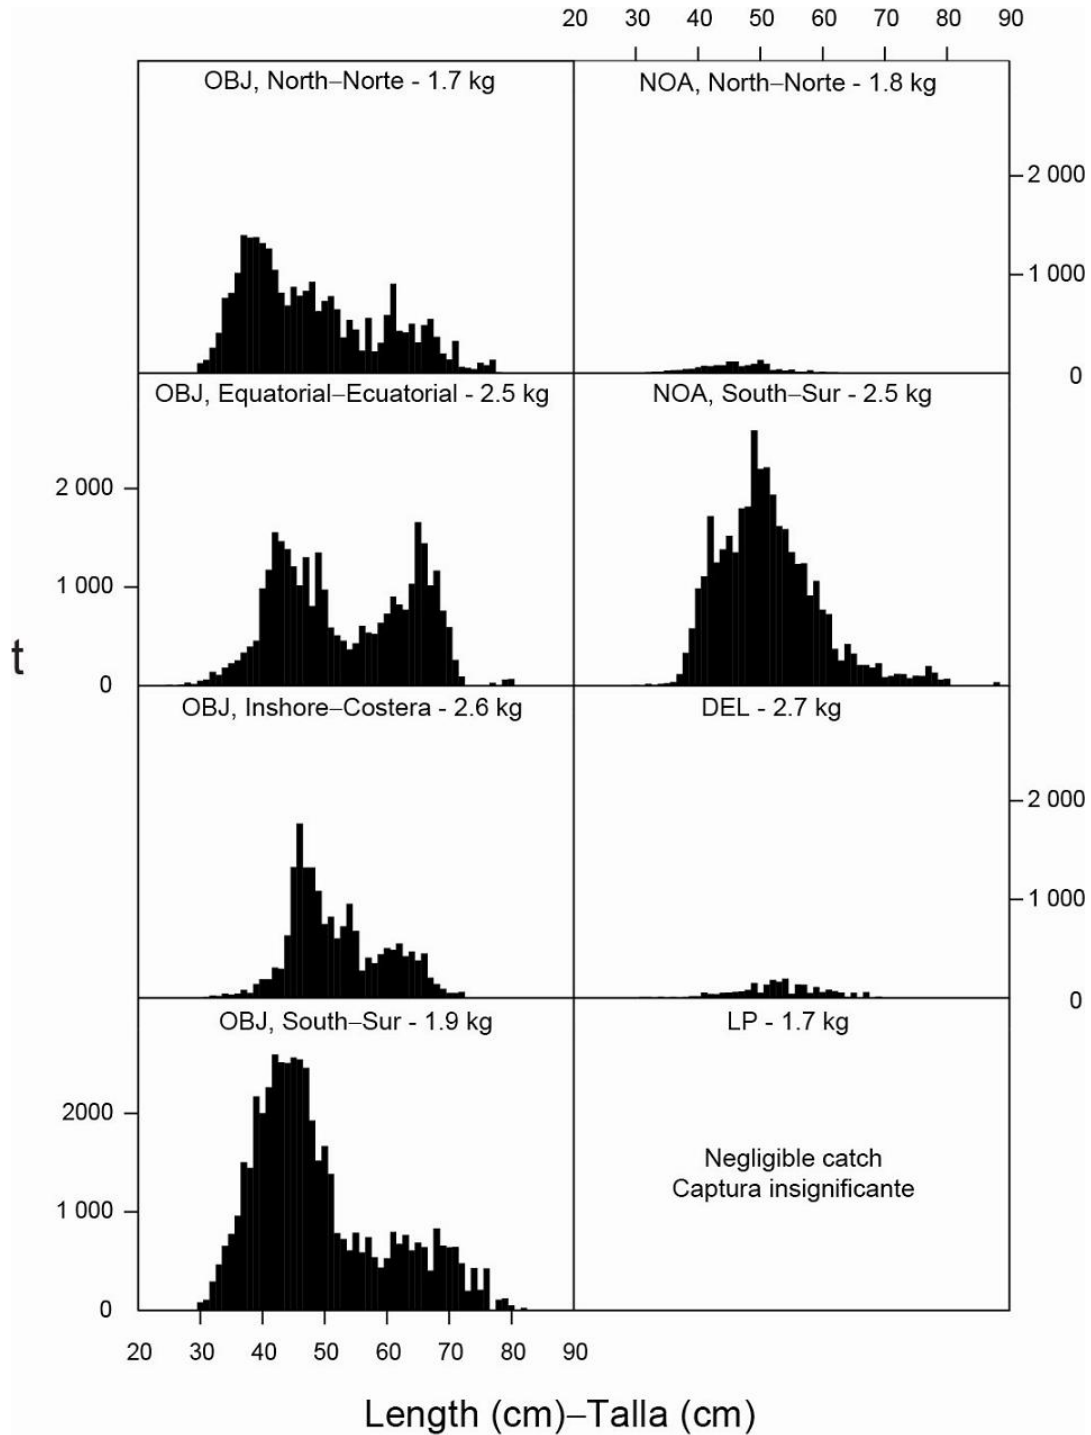 20 30 40 50 60 70 80 90
OBJ, North–Norte - 1.7 kg
NOA, North–Norte - 1.8 kg
2 000
1 000
0
OBJ, Equatorial–Ecuatorial - 2.5 kg
NOA, South–Sur - 2.5 kg
2 000
1 000
0
t
OBJ, Inshore–Costera - 2.6 kg
DEL - 2.7 kg
2 000
1 000
0
OBJ, South–Sur - 1.9 kg
LP - 1.7 kg
2000
1 000
0
Negligible catch
Captura insignificante
20 30 40 50 60 70 80 90
Length (cm)–Talla (cm)